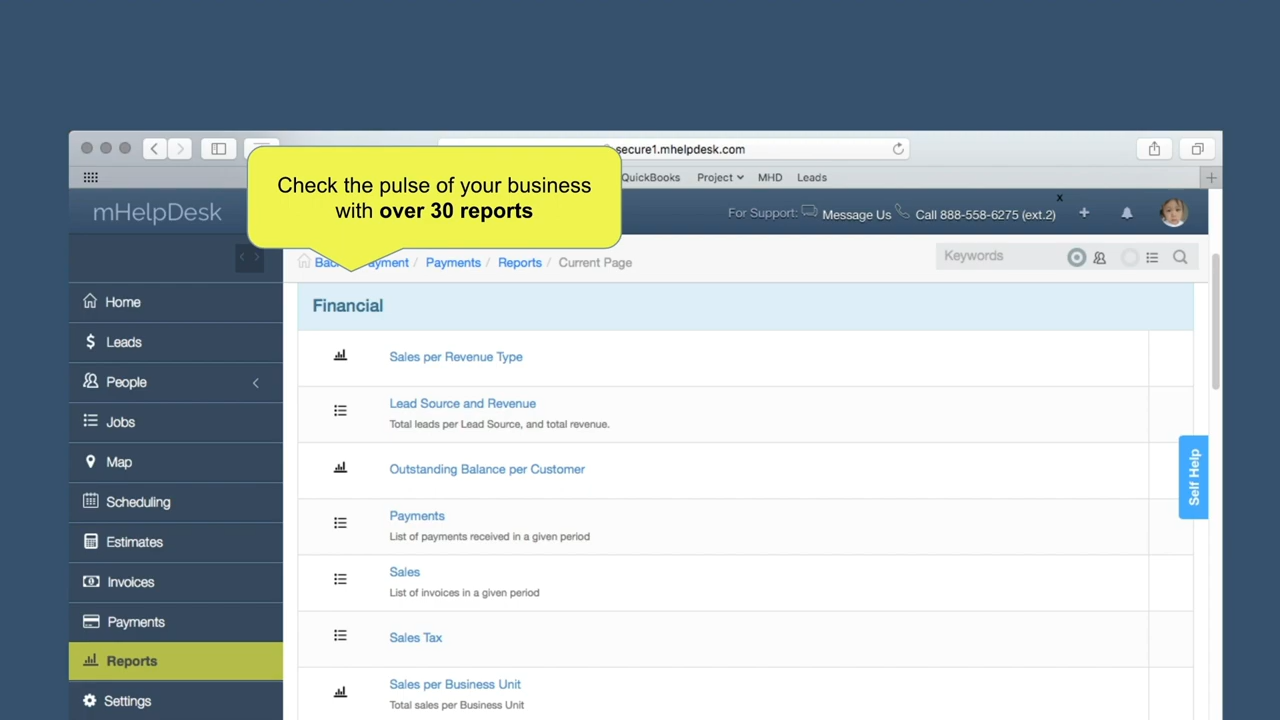 secure1.mhelpdesk.com
QuickBooks Project MHD Leads
Check the pulse of your business
with over 30 reports
mHelpDesk
For Support: Message Us Call 888-558-6275 (ext.2)
x
Payments / Reports / Current Page
Keywords
Home
Leads
People
Jobs
Map
Scheduling
Estimates
Invoices
Payments
Reports
Settings
Financial
Sales per Revenue Type
Lead Source and Revenue
Total leads per Lead Source, and total revenue.
Outstanding Balance per Customer
Payments
List of payments received in a given period
Sales
List of invoices in a given period
Sales Tax
Sales per Business Unit
Total sales per Business Unit
Self Help